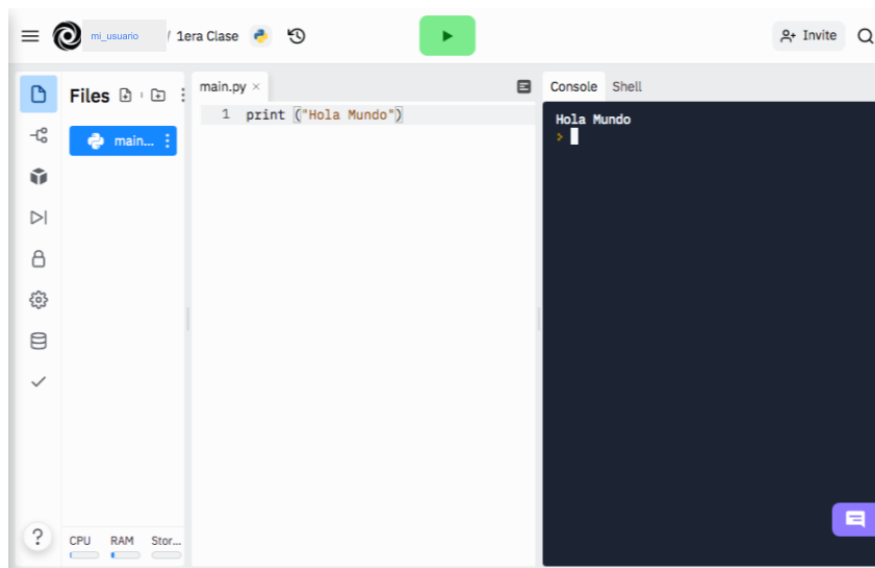 mi_usuario / 1era Clase
Invite
Files
main...
CPU RAM Stor...
main.py ×
1 print ("Hola Mundo")
Console Shell
Hola Mundo
>
?